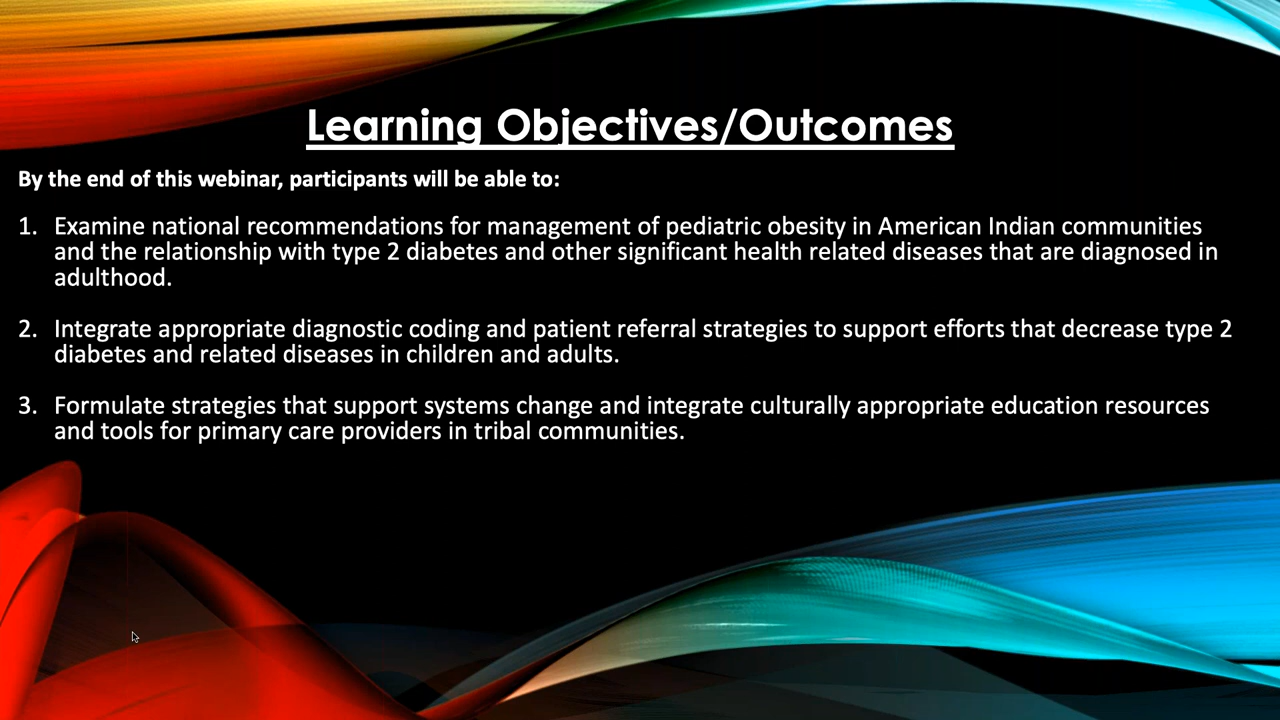 Learning Objectives/Outcomes
By the end of this webinar, participants will be able to:
1. Examine national recommendations for management of pediatric obesity in American Indian communities
and the relationship with type 2 diabetes and other significant health related diseases that are diagnosed in
adulthood.
2. Integrate appropriate diagnostic coding and patient referral strategies to support efforts that decrease type 2
diabetes and related diseases in children and adults.
3. Formulate strategies that support systems change and integrate culturally appropriate education resources
and tools for primary care providers in tribal communities.